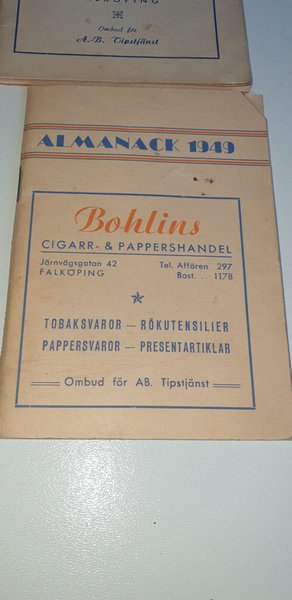 KÖPING
Ombud för
A.-B. Tipstjänst
ALMANACK 1949
Bohlins
CIGARR- & PAPPERSHANDEL
Järnvägsgatan 42 Tel. Affären 297
FALKÖPING Bost. .. 1178
TOBAKSVAROR — RÖKUTENSILIER
PAPPERSVAROR — PRESENTARTIKLAR
Ombud för AB. Tipstjänst